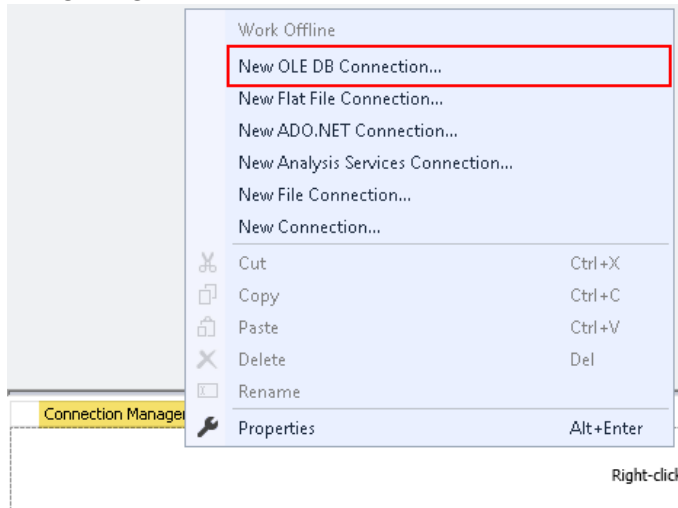 Work Offline
New OLE DB Connection...
New Flat File Connection...
New ADO.NET Connection...
New Analysis Services Connection...
New File Connection...
New Connection...
Cut Ctrl+X
Copy Ctrl+C
Paste Ctrl+V
Delete Del
Rename
Connection Manager
Properties Alt+Enter
Right-click